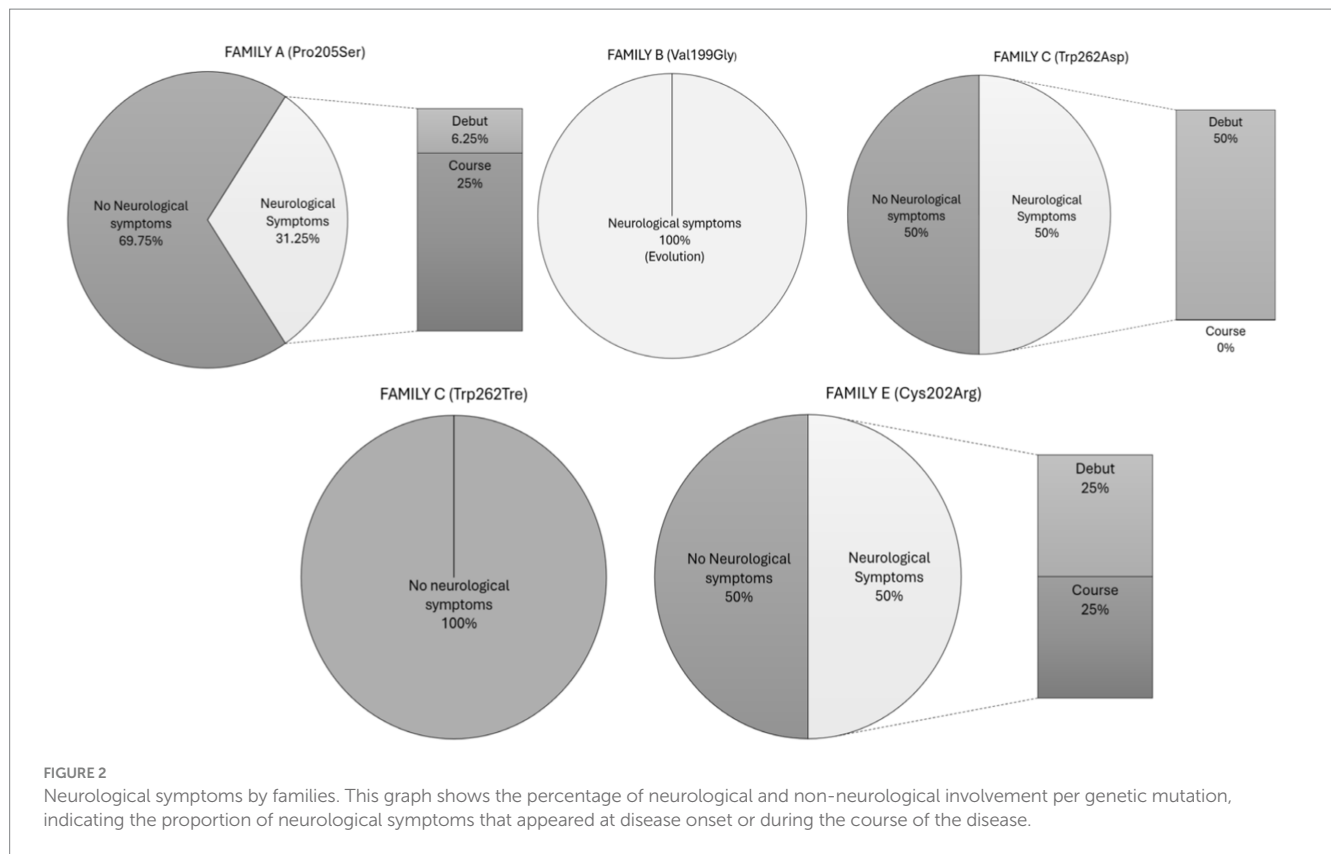 FAMILY A (Pro205Ser)
No Neurological
symptoms
69.75%
Neurological
Symptoms
31.25%
Debut
6.25%
Course
25%
FAMILY B (Val199Gly)
Neurological symptoms
100%
(Evolution)
FAMILY C (Trp262Asp)
No Neurological
symptoms
50%
Neurological
Symptoms
50%
Debut
50%
Course
0%
FAMILY C (Trp262Tre)
No neurological
symptoms
100%
FAMILY E (Cys202Arg)
No Neurological
symptoms
50%
Neurological
Symptoms
50%
Debut
25%
Course
25%
FIGURE 2
Neurological symptoms by families. This graph shows the percentage of neurological and non-neurological involvement per genetic mutation,
indicating the proportion of neurological symptoms that appeared at disease onset or during the course of the disease.